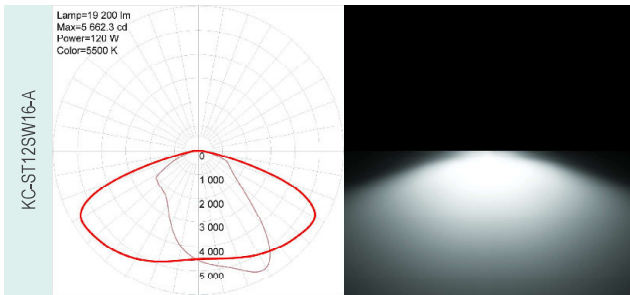 KC-ST12SW16-A
Lamp=19 200 lm
Max=5 662.3 cd
Power=120 W
Color=5500 K
0
1 000
2 000
3 000
4 000
5 000